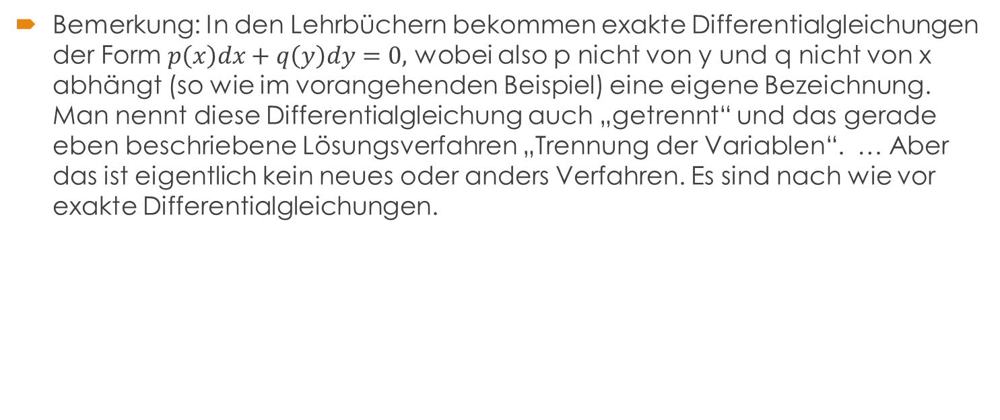 Bemerkung: In den Lehrbüchern bekommen exakte Differentialgleichungen
der Form p(x)dx + q(y)dy = 0, wobei also p nicht von y und q nicht von x
abhängt (so wie im vorangehenden Beispiel) eine eigene Bezeichnung.
Man nennt diese Differentialgleichung auch „getrennt“ und das gerade
eben beschriebene Lösungsverfahren „Trennung der Variablen“. … Aber
das ist eigentlich kein neues oder anders Verfahren. Es sind nach wie vor
exakte Differentialgleichungen.